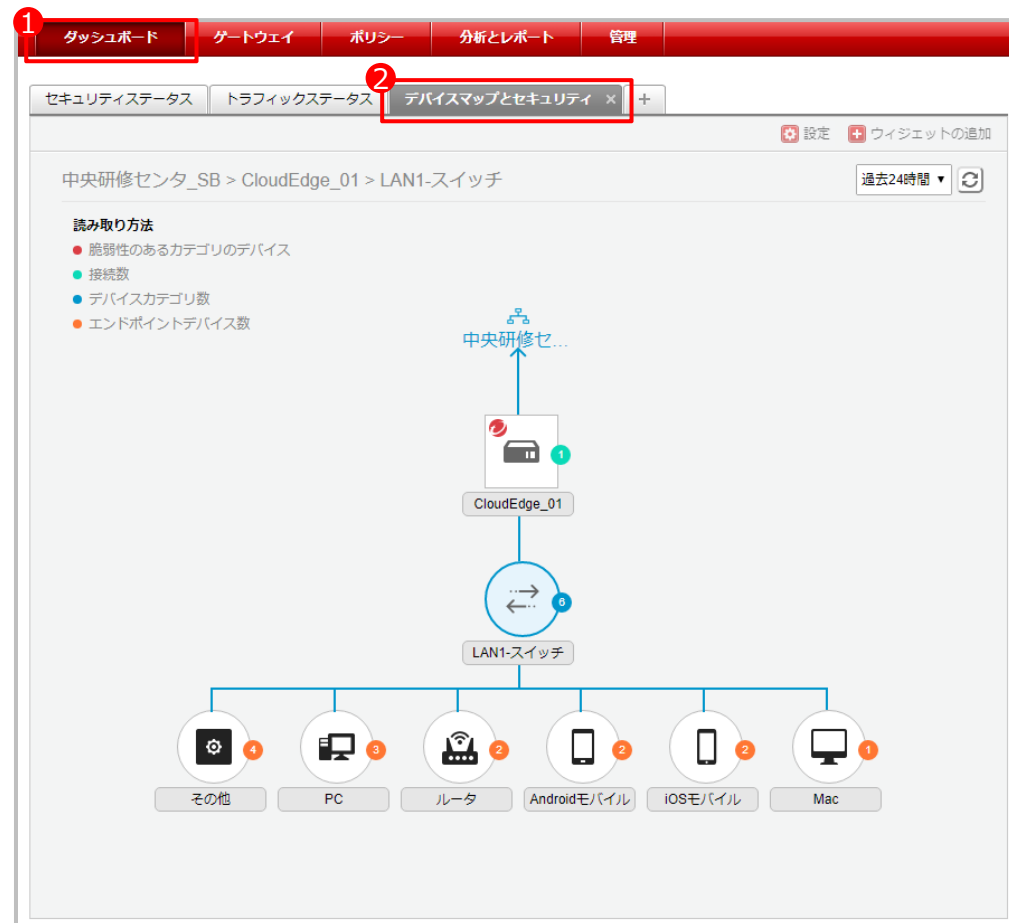 1
ダッシュボード ゲートウェイ ポリシー 分析とレポート 管理
2
セキュリティステータス トラフィックステータス デバイスマップとセキュリティ × +
設定 ウィジェットの追加
中央研修センタ_SB > CloudEdge_01 > LAN1-スイッチ 過去24時間 ▼
読み取り方法
● 脆弱性のあるカテゴリのデバイス
● 接続数
● デバイスカテゴリ数
● エンドポイントデバイス数
中央研修セ...
1
CloudEdge_01
6
LAN1-スイッチ
4 3 2 2 2 1
その他 PC ルータ Androidモバイル iOSモバイル Mac